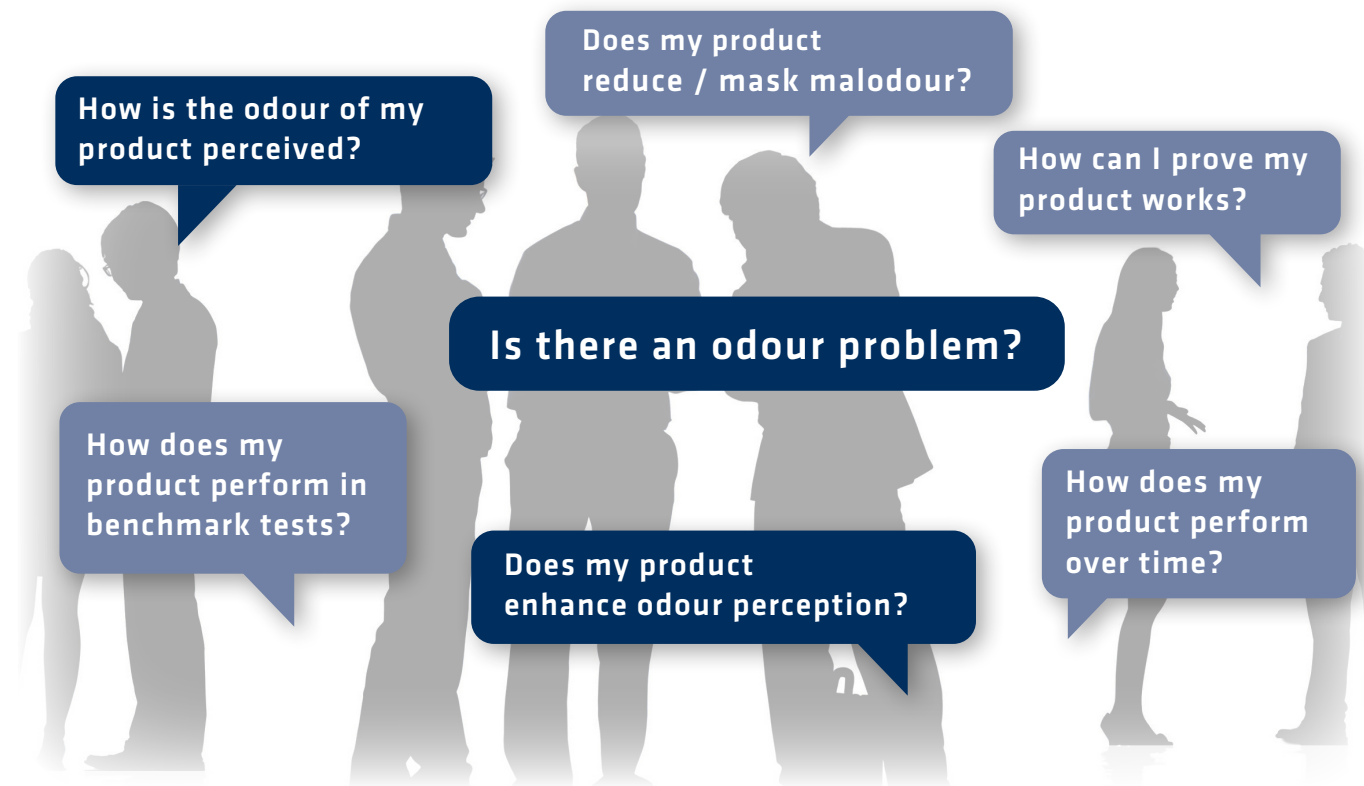 Does my product
reduce / mask malodour?
How is the odour of my
product perceived?
How can I prove my
product works?
Is there an odour problem?
How does my
product perform in
benchmark tests?
How does my
product perform
over time?
Does my product
enhance odour perception?